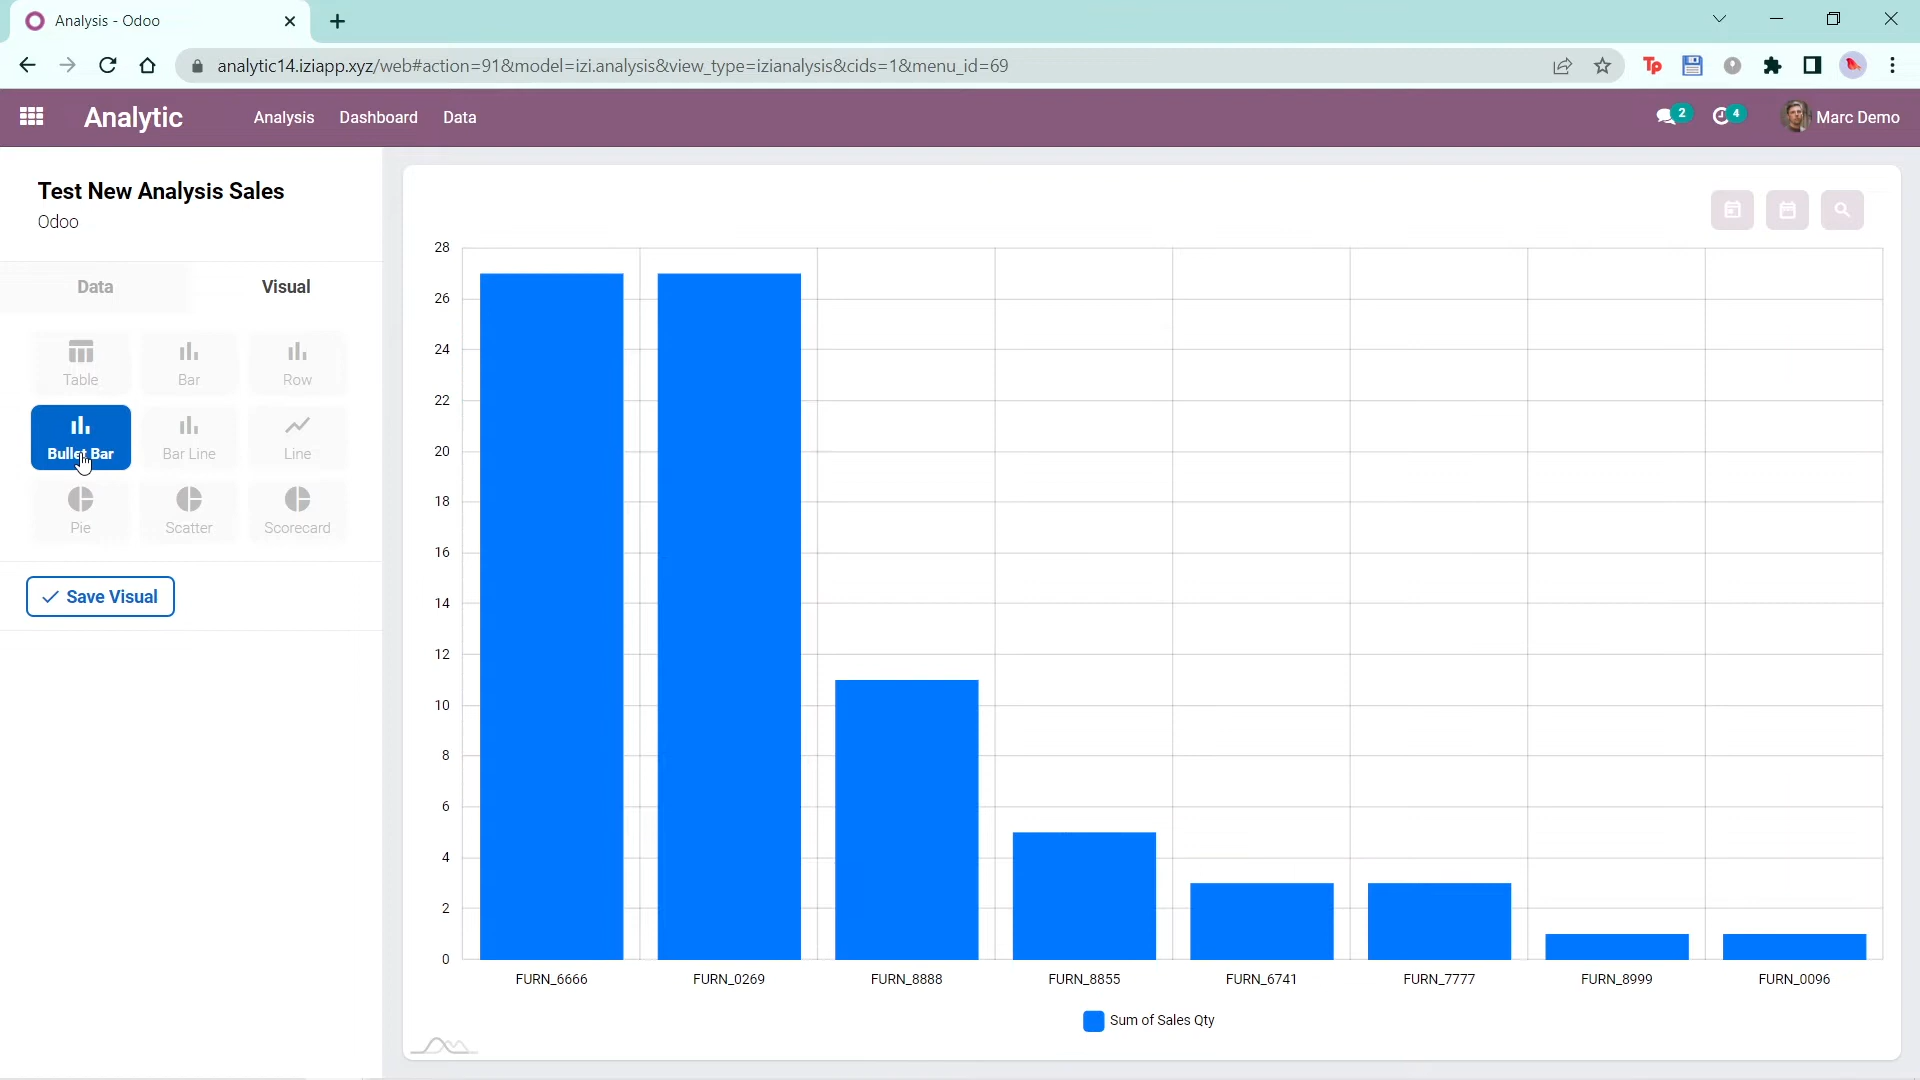 Analysis - Odoo
analytic14.iziapp.xyz/web#action=91&model=izi.analysis&view_type=izianalysis&cids=1&menu_id=69
Tp
Analytic
Analysis Dashboard Data
2
4
Marc Demo
Test New Analysis Sales
Odoo
Data Visual
Table Bar Row
Bullet Bar Bar Line Line
Pie Scatter Scorecard
Save Visual
28
26
24
22
20
18
16
14
12
10
8
6
4
2
0
FURN_6666 FURN_0269 FURN_8888 FURN_8855 FURN_6741 FURN_7777 FURN_8999 FURN_0096
Sum of Sales Qty